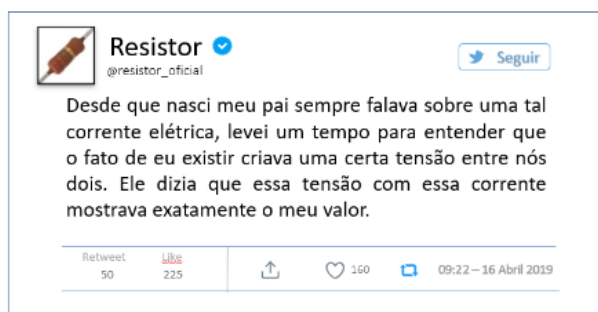 Resistor
@resistor_oficial
Seguir
Desde que nasci meu pai sempre falava sobre uma tal
corrente elétrica, levei um tempo para entender que
o fato de eu existir criava uma certa tensão entre nós
dois. Ele dizia que essa tensão com essa corrente
mostrava exatamente o meu valor.
Retweet Like
50 225 160 09:22 – 16 Abril 2019